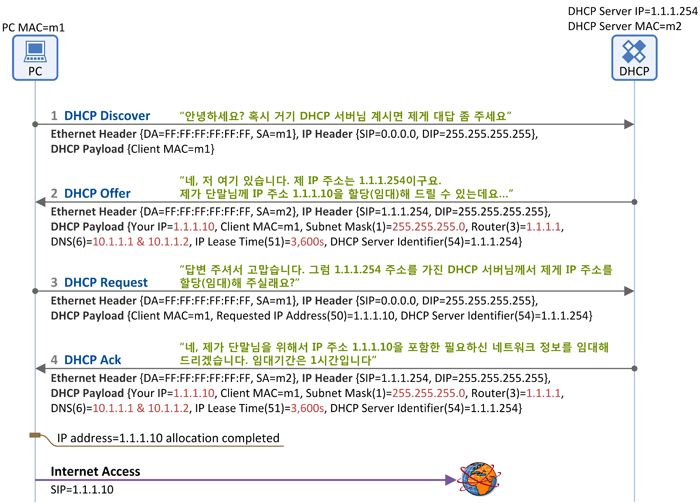 DHCP Server IP=1.1.1.254
PC MAC=m1
DHCP Server MAC=m2
PC
DHCP
1 DHCP Discover
“안녕하세요? 혹시 거기 DHCP 서버님 계시면 제게 대답 좀 주세요”
Ethernet Header {DA=FF:FF:FF:FF:FF:FF, SA=m1}, IP Header {SIP=0.0.0.0, DIP=255.255.255.255},
DHCP Payload {Client MAC=m1}
“네, 저 여기 있습니다. 제 IP 주소는 1.1.1.254이구요.
2 DHCP Offer
제가 단말님께 IP 주소 1.1.1.10을 할당(임대)해 드릴 수 있는데요...”
Ethernet Header {DA=FF:FF:FF:FF:FF:FF, SA=m2}, IP Header {SIP=1.1.1.254, DIP=255.255.255.255},
DHCP Payload {Your IP=1.1.1.10, Client MAC=m1, Subnet Mask(1)=255.255.255.0, Router(3)=1.1.1.1,
DNS(6)=10.1.1.1 & 10.1.1.2, IP Lease Time(51)=3,600s, DHCP Server Identifier(54)=1.1.1.254}
“답변 주셔서 고맙습니다. 그럼 1.1.1.254 주소를 가진 DHCP 서버님께서 제게 IP 주소를
3 DHCP Request
할당(임대)해 주실래요?”
Ethernet Header {DA=FF:FF:FF:FF:FF:FF, SA=m1}, IP Header {SIP=0.0.0.0, DIP=255.255.255.255},
DHCP Payload {Client MAC=m1, Requested IP Address(50)=1.1.1.10, DHCP Server Identifier(54)=1.1.1.254}
“네, 제가 단말님을 위해서 IP 주소 1.1.1.10을 포함한 필요하신 네트워크 정보를 임대해
4 DHCP Ack
드리겠습니다. 임대기간은 1시간입니다”
Ethernet Header {DA=FF:FF:FF:FF:FF:FF, SA=m2}, IP Header {SIP=1.1.1.254, DIP=255.255.255.255},
DHCP Payload {Your IP=1.1.1.10, Client MAC=m1, Subnet Mask(1)=255.255.255.0, Router(3)=1.1.1.1,
DNS(6)=10.1.1.1 & 10.1.1.2, IP Lease Time(51)=3,600s, DHCP Server Identifier(54)=1.1.1.254}
IP address=1.1.1.10 allocation completed
Internet Access
SIP=1.1.1.10